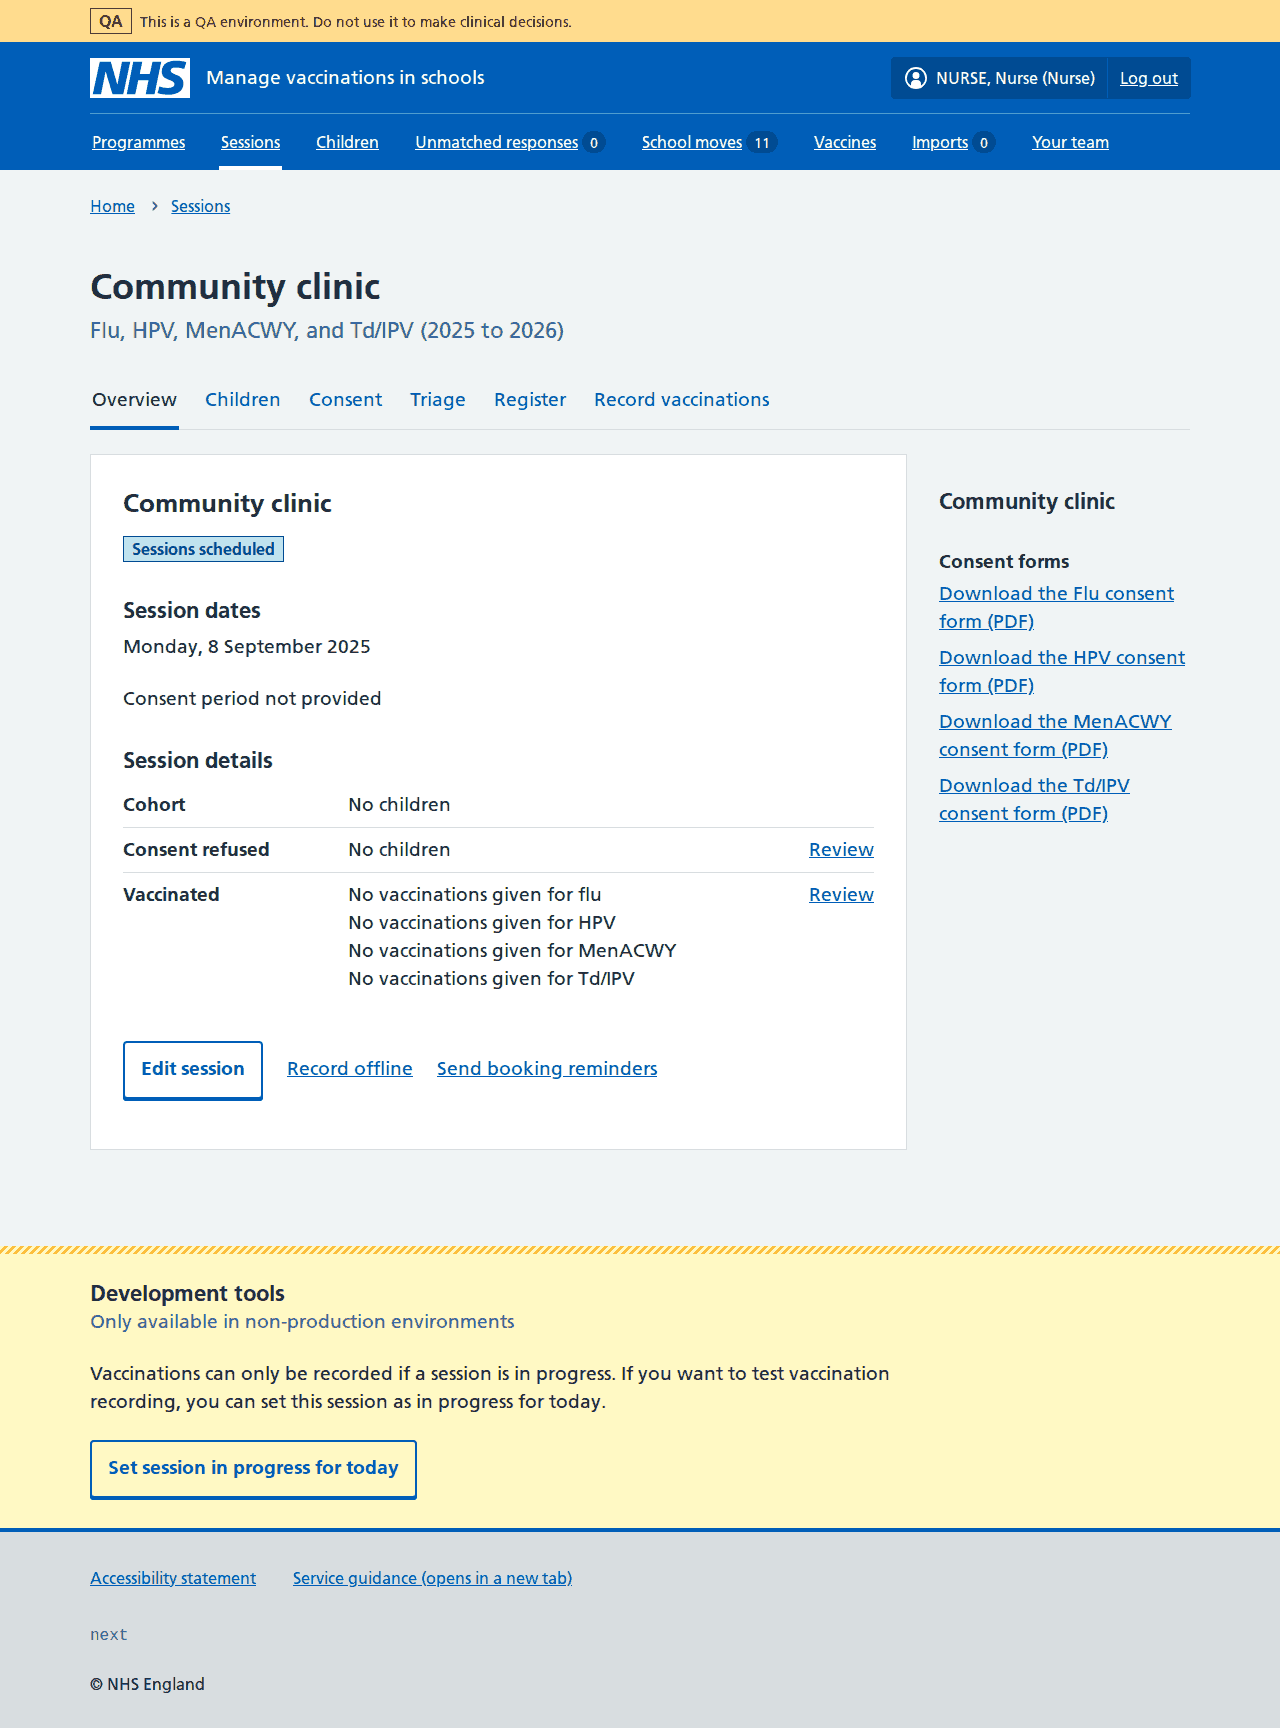 QA This is a QA environment. Do not use it to make clinical decisions.
NHS Manage vaccinations in schools NURSE, Nurse (Nurse) Log out
Programmes Sessions Children Unmatched responses 0 School moves 11 Vaccines Imports 0 Your team
Home › Sessions
Community clinic
Flu, HPV, MenACWY, and Td/IPV (2025 to 2026)
Overview Children Consent Triage Register Record vaccinations
Community clinic
Sessions scheduled
Session dates
Monday, 8 September 2025
Consent period not provided
Session details
Cohort No children
Consent refused No children Review
Vaccinated No vaccinations given for flu Review
No vaccinations given for HPV
No vaccinations given for MenACWY
No vaccinations given for Td/IPV
Edit session Record offline Send booking reminders
Community clinic
Consent forms
Download the Flu consent
form (PDF)
Download the HPV consent
form (PDF)
Download the MenACWY
consent form (PDF)
Download the Td/IPV
consent form (PDF)
Development tools
Only available in non-production environments
Vaccinations can only be recorded if a session is in progress. If you want to test vaccination
recording, you can set this session as in progress for today.
Set session in progress for today
Accessibility statement Service guidance (opens in a new tab)
next
© NHS England